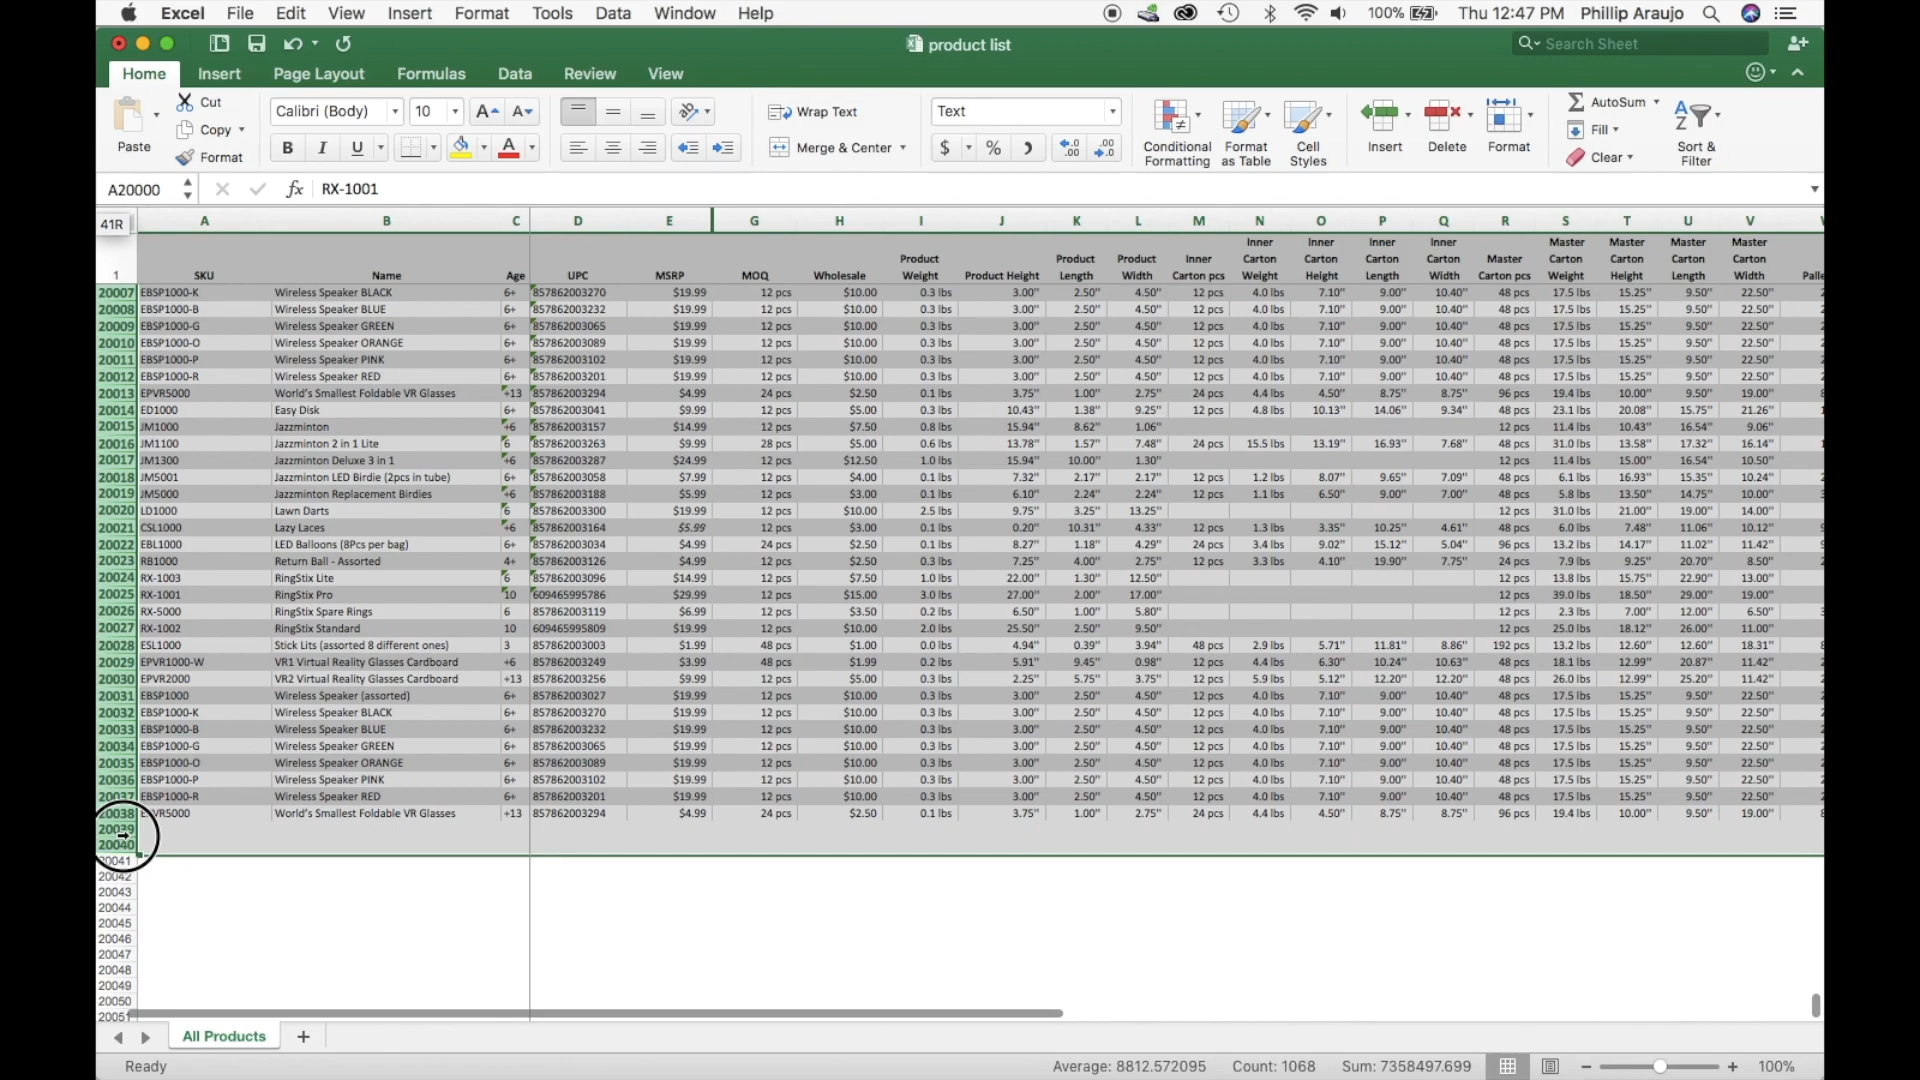 Excel File Edit View Insert Format Tools Data Window Help 100% Thu 12:47 PM Phillip Araujo
product list Search Sheet
Home Insert Page Layout Formulas Data Review View
Paste Cut Calibri (Body) 10 Wrap Text Text Conditional Formatting Format as Table Cell Styles Insert Delete Format AutoSum Sort & Filter
Copy Fill
Format B I U Merge & Center $ % Clear
A20000 fx RX-1001
41R A B C D E G H I J K L M N O P Q R S T U V
1 SKU Name Age UPC MSRP MOQ Wholesale Product Weight Product Height Product Length Product Width Inner Carton pcs Inner Carton Weight Inner Carton Height Inner Carton Length Inner Carton Width Master Carton pcs Master Carton Weight Master Carton Height Master Carton Length Master Carton Width
20007 EBSP1000-K Wireless Speaker BLACK 6+ 857862003270 $19.99 12 pcs $10.00 0.3 lbs 3.00" 2.50" 4.50" 12 pcs 4.0 lbs 7.10" 9.00" 10.40" 48 pcs 17.5 lbs 15.25" 9.50" 22.50"
20008 EBSP1000-B Wireless Speaker BLUE 6+ 857862003232 $19.99 12 pcs $10.00 0.3 lbs 3.00" 2.50" 4.50" 12 pcs 4.0 lbs 7.10" 9.00" 10.40" 48 pcs 17.5 lbs 15.25" 9.50" 22.50"
20009 EBSP1000-G Wireless Speaker GREEN 6+ 857862003065 $19.99 12 pcs $10.00 0.3 lbs 3.00" 2.50" 4.50" 12 pcs 4.0 lbs 7.10" 9.00" 10.40" 48 pcs 17.5 lbs 15.25" 9.50" 22.50"
20010 EBSP1000-O Wireless Speaker ORANGE 6+ 857862003089 $19.99 12 pcs $10.00 0.3 lbs 3.00" 2.50" 4.50" 12 pcs 4.0 lbs 7.10" 9.00" 10.40" 48 pcs 17.5 lbs 15.25" 9.50" 22.50"
20011 EBSP1000-P Wireless Speaker PINK 6+ 857862003102 $19.99 12 pcs $10.00 0.3 lbs 3.00" 2.50" 4.50" 12 pcs 4.0 lbs 7.10" 9.00" 10.40" 48 pcs 17.5 lbs 15.25" 9.50" 22.50"
20012 EBSP1000-R Wireless Speaker RED 6+ 857862003201 $19.99 12 pcs $10.00 0.3 lbs 3.00" 2.50" 4.50" 12 pcs 4.0 lbs 7.10" 9.00" 10.40" 48 pcs 17.5 lbs 15.25" 9.50" 22.50"
20013 EPVR5000 World's Smallest Foldable VR Glasses +13 857862003294 $4.99 24 pcs $2.50 0.1 lbs 3.75" 1.00" 2.75" 24 pcs 4.4 lbs 4.50" 8.75" 8.75" 96 pcs 19.4 lbs 10.00" 9.50" 19.00"
20014 ED1000 Easy Disk 6+ 857862003041 $9.99 12 pcs $5.00 0.3 lbs 10.43" 1.38" 9.25" 12 pcs 4.8 lbs 10.13" 14.06" 9.34" 48 pcs 23.1 lbs 20.08" 15.75" 21.26"
20015 JM1000 Jazzminton +6 857862003157 $14.99 12 pcs $7.50 0.8 lbs 15.94" 8.62" 1.06" 12 pcs 11.4 lbs 10.43" 16.54" 9.06"
20016 JM1100 Jazzminton 2 in 1 Lite 6 857862003263 $9.99 28 pcs $5.00 0.6 lbs 13.78" 1.57" 7.48" 24 pcs 15.5 lbs 13.19" 16.93" 7.68" 48 pcs 31.0 lbs 13.58" 17.32" 16.14"
20017 JM1300 Jazzminton Deluxe 3 in 1 +6 857862003287 $24.99 12 pcs $12.50 1.0 lbs 15.94" 10.00" 1.30" 12 pcs 11.4 lbs 15.00" 16.54" 10.50"
20018 JM5001 Jazzminton LED Birdie (2pcs in tube) 6+ 857862003058 $7.99 12 pcs $4.00 0.1 lbs 7.32" 2.17" 2.17" 12 pcs 1.2 lbs 8.07" 9.65" 7.09" 48 pcs 6.1 lbs 16.93" 15.35" 10.24"
20019 JM5000 Jazzminton Replacement Birdies +6 857862003188 $5.99 12 pcs $3.00 0.1 lbs 6.10" 2.24" 2.24" 12 pcs 1.1 lbs 6.50" 9.00" 7.00" 48 pcs 5.8 lbs 13.50" 14.75" 10.00"
20020 LD1000 Lawn Darts 6 857862003300 $19.99 12 pcs $10.00 2.5 lbs 9.75" 3.25" 13.25" 12 pcs 31.0 lbs 21.00" 19.00" 14.00"
20021 CSL1000 Lazy Laces +6 857862003164 $5.99 12 pcs $3.00 0.1 lbs 0.20" 10.31" 4.33" 12 pcs 1.3 lbs 3.35" 10.25" 4.61" 48 pcs 6.0 lbs 7.48" 11.06" 10.12"
20022 EBL1000 LED Balloons (8Pcs per bag) 6+ 857862003034 $4.99 24 pcs $2.50 0.1 lbs 8.27" 1.18" 4.29" 24 pcs 3.4 lbs 9.02" 15.12" 5.04" 96 pcs 13.2 lbs 14.17" 11.02" 11.42"
20023 RB1000 Return Ball - Assorted 4+ 857862003126 $4.99 12 pcs $2.50 0.3 lbs 7.25" 4.00" 2.75" 12 pcs 3.3 lbs 4.10" 19.90" 7.75" 24 pcs 7.9 lbs 9.25" 20.70" 8.50"
20024 RX-1003 RingStix Lite 6 857862003096 $14.99 12 pcs $7.50 1.0 lbs 22.00" 1.30" 12.50" 12 pcs 13.8 lbs 15.75" 22.90" 13.00"
20025 RX-1001 RingStix Pro 10 609465995786 $29.99 12 pcs $15.00 3.0 lbs 27.00" 2.00" 17.00" 12 pcs 39.0 lbs 18.50" 29.00" 19.00"
20026 RX-5000 RingStix Spare Rings 6 857862003119 $6.99 12 pcs $3.50 0.2 lbs 6.50" 1.00" 5.80" 12 pcs 2.3 lbs 7.00" 12.00" 6.50"
20027 RX-1002 RingStix Standard 10 609465995809 $19.99 12 pcs $10.00 2.0 lbs 25.50" 2.50" 9.50" 12 pcs 25.0 lbs 18.12" 26.00" 11.00"
20028 ESL1000 Stick Lits (assorted 8 different ones) 3 857862003003 $1.99 48 pcs $1.00 0.0 lbs 4.94" 0.39" 3.94" 48 pcs 2.9 lbs 5.71" 11.81" 8.86" 192 pcs 13.2 lbs 12.60" 12.60" 18.31"
20029 EPVR1000-W VR1 Virtual Reality Glasses Cardboard +6 857862003249 $3.99 48 pcs $1.99 0.2 lbs 5.91" 9.45" 0.98" 12 pcs 4.4 lbs 6.30" 10.24" 10.63" 48 pcs 18.1 lbs 12.99" 20.87" 11.42"
20030 EPVR2000 VR2 Virtual Reality Glasses Cardboard +13 857862003256 $9.99 12 pcs $5.00 0.3 lbs 2.25" 5.75" 3.75" 12 pcs 5.9 lbs 5.12" 12.20" 12.20" 48 pcs 26.0 lbs 12.99" 25.20" 11.42"
20031 EBSP1000 Wireless Speaker (assorted) 6+ 857862003027 $19.99 12 pcs $10.00 0.3 lbs 3.00" 2.50" 4.50" 12 pcs 4.0 lbs 7.10" 9.00" 10.40" 48 pcs 17.5 lbs 15.25" 9.50" 22.50"
20032 EBSP1000-K Wireless Speaker BLACK 6+ 857862003270 $19.99 12 pcs $10.00 0.3 lbs 3.00" 2.50" 4.50" 12 pcs 4.0 lbs 7.10" 9.00" 10.40" 48 pcs 17.5 lbs 15.25" 9.50" 22.50"
20033 EBSP1000-B Wireless Speaker BLUE 6+ 857862003232 $19.99 12 pcs $10.00 0.3 lbs 3.00" 2.50" 4.50" 12 pcs 4.0 lbs 7.10" 9.00" 10.40" 48 pcs 17.5 lbs 15.25" 9.50" 22.50"
20034 EBSP1000-G Wireless Speaker GREEN 6+ 857862003065 $19.99 12 pcs $10.00 0.3 lbs 3.00" 2.50" 4.50" 12 pcs 4.0 lbs 7.10" 9.00" 10.40" 48 pcs 17.5 lbs 15.25" 9.50" 22.50"
20035 EBSP1000-O Wireless Speaker ORANGE 6+ 857862003089 $19.99 12 pcs $10.00 0.3 lbs 3.00" 2.50" 4.50" 12 pcs 4.0 lbs 7.10" 9.00" 10.40" 48 pcs 17.5 lbs 15.25" 9.50" 22.50"
20036 EBSP1000-P Wireless Speaker PINK 6+ 857862003102 $19.99 12 pcs $10.00 0.3 lbs 3.00" 2.50" 4.50" 12 pcs 4.0 lbs 7.10" 9.00" 10.40" 48 pcs 17.5 lbs 15.25" 9.50" 22.50"
20037 EBSP1000-R Wireless Speaker RED 6+ 857862003201 $19.99 12 pcs $10.00 0.3 lbs 3.00" 2.50" 4.50" 12 pcs 4.0 lbs 7.10" 9.00" 10.40" 48 pcs 17.5 lbs 15.25" 9.50" 22.50"
20038 World's Smallest Foldable VR Glasses +13 857862003294 $4.99 24 pcs $2.50 0.1 lbs 3.75" 1.00" 2.75" 24 pcs 4.4 lbs 4.50" 8.75" 8.75" 96 pcs 19.4 lbs 10.00" 9.50" 19.00"
20039
20040
20041
20042
20043
20044
20045
20046
20047
20048
20049
20050
20051
All Products
Ready Average: 8812.572095 Count: 1068 Sum: 7358497.699 100%